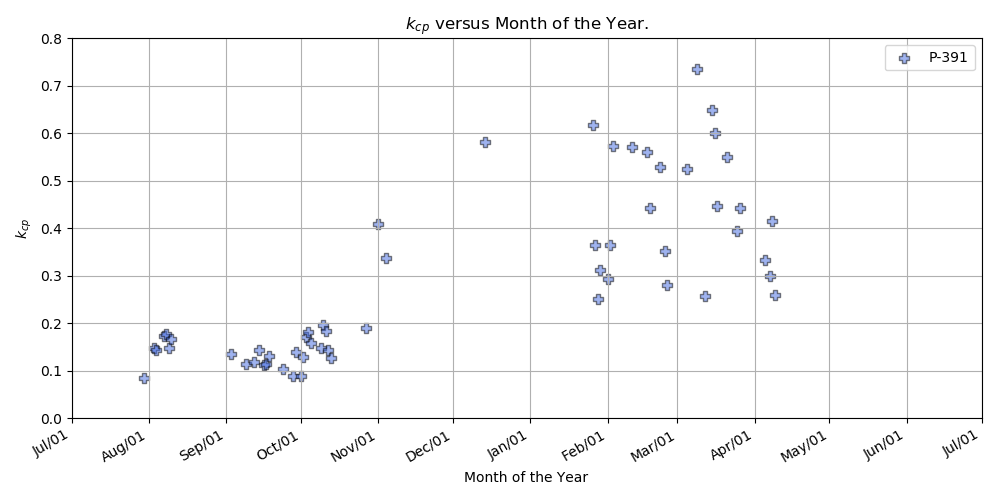 k_cp versus Month of the Year.
0.8
0.7
0.6
0.5
0.4
0.3
0.2
0.1
0.0
k_cp
P-391
Jul/01 Aug/01 Sep/01 Oct/01 Nov/01 Dec/01 Jan/01 Feb/01 Mar/01 Apr/01 May/01 Jun/01 Jul/01
Month of the Year